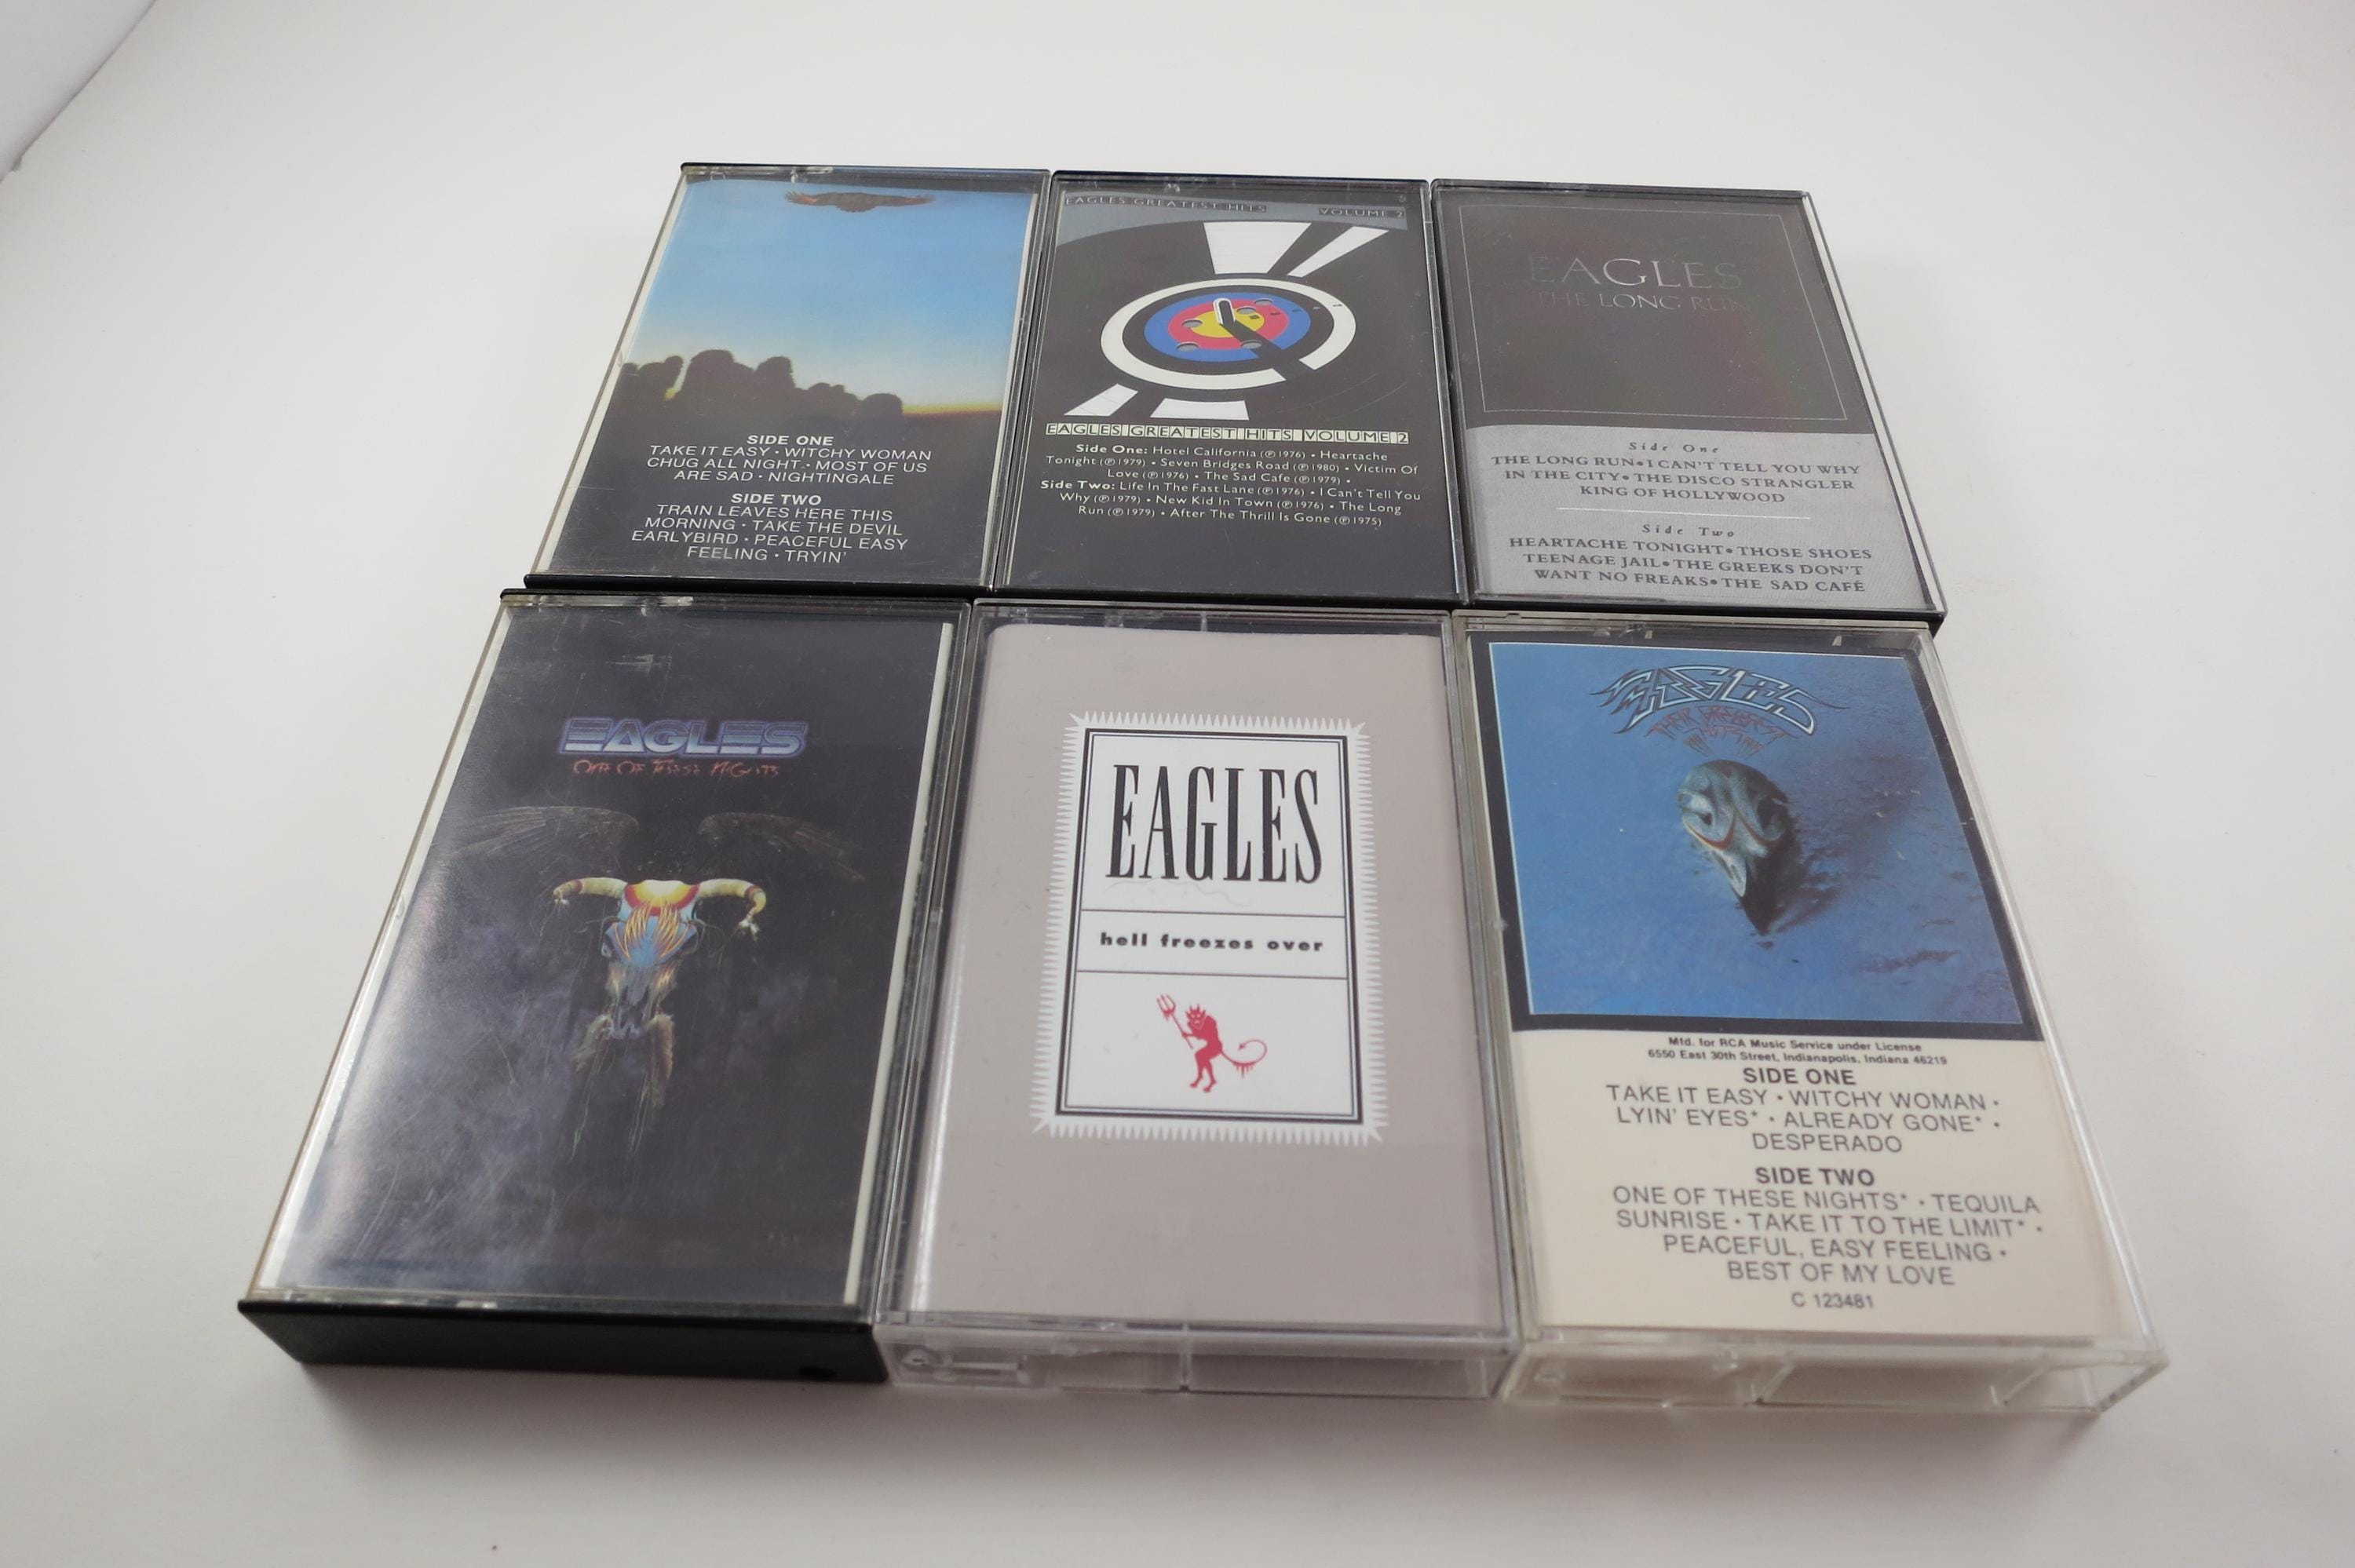 SIDE ONE
TAKE IT EASY · WITCHY WOMAN
CHUG ALL NIGHT · MOST OF US
ARE SAD · NIGHTINGALE
SIDE TWO
TRAIN LEAVES HERE THIS
MORNING · TAKE THE DEVIL
EARLYBIRD · PEACEFUL EASY
FEELING · TRYIN'
EAGLES GREATEST HITS VOLUME 2
EAGLES GREATEST HITS VOLUME 2
Side One: Hotel California (℗ 1976) • Heartache
Tonight (℗ 1979) • Seven Bridges Road (℗ 1980) • Victim Of
Love (℗ 1976) • The Sad Cafe (℗ 1979) •
Side Two: Life In The Fast Lane (℗ 1976) • I Can't Tell You
Why (℗ 1979) • New Kid In Town (℗ 1976) • The Long
Run (℗ 1979) • After The Thrill Is Gone (℗ 1975)
EAGLES
THE LONG RUN
Side One
THE LONG RUN • I CAN'T TELL YOU WHY
IN THE CITY • THE DISCO STRANGLER
KING OF HOLLYWOOD
Side Two
HEARTACHE TONIGHT • THOSE SHOES
TEENAGE JAIL • THE GREEKS DON'T
WANT NO FREAKS • THE SAD CAFÉ
EAGLES
ONE OF THESE NIGHTS
EAGLES
hell freezes over
EAGLES
THEIR GREATEST
Mfd. for RCA Music Service under License
6550 East 30th Street, Indianapolis, Indiana 46219
SIDE ONE
TAKE IT EASY • WITCHY WOMAN •
LYIN' EYES* • ALREADY GONE* •
DESPERADO
SIDE TWO
ONE OF THESE NIGHTS* • TEQUILA
SUNRISE • TAKE IT TO THE LIMIT* •
PEACEFUL, EASY FEELING •
BEST OF MY LOVE
C 123481